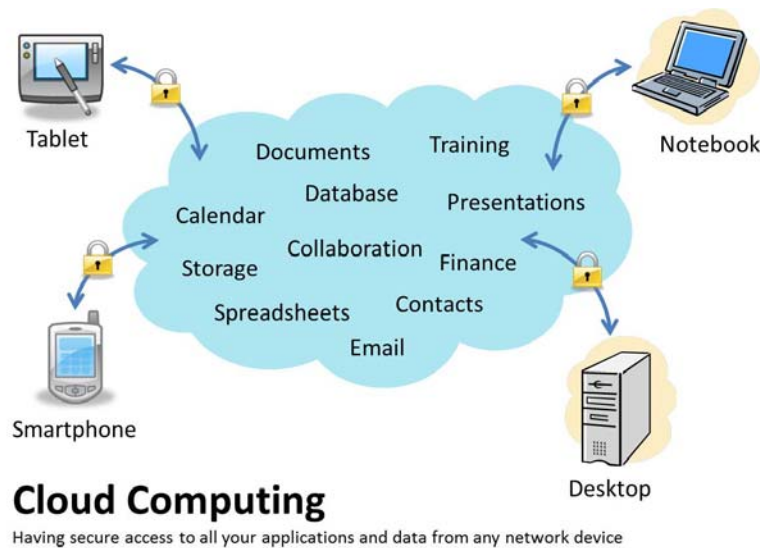 Tablet
Notebook
Documents
Training
Database
Presentations
Calendar
Collaboration
Storage
Finance
Spreadsheets
Contacts
Email
Smartphone
Desktop
Cloud Computing
Having secure access to all your applications and data from any network device